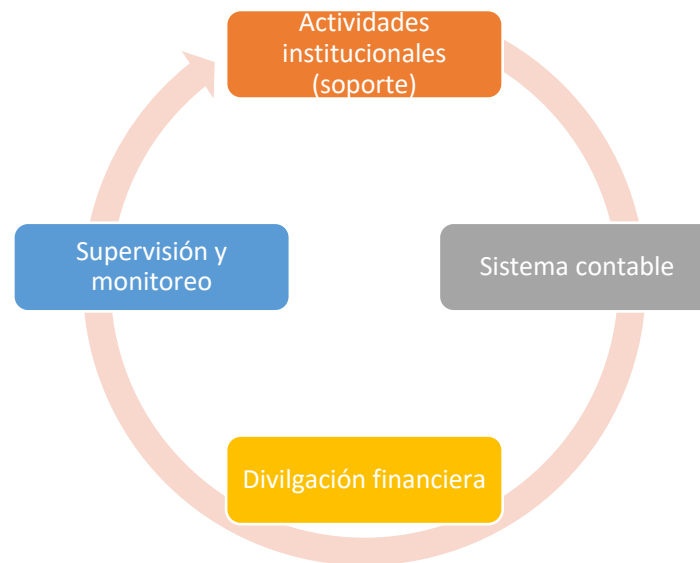 Actividades
institucionales
(soporte)
Supervisión y
monitoreo
Sistema contable
Divilgación financiera